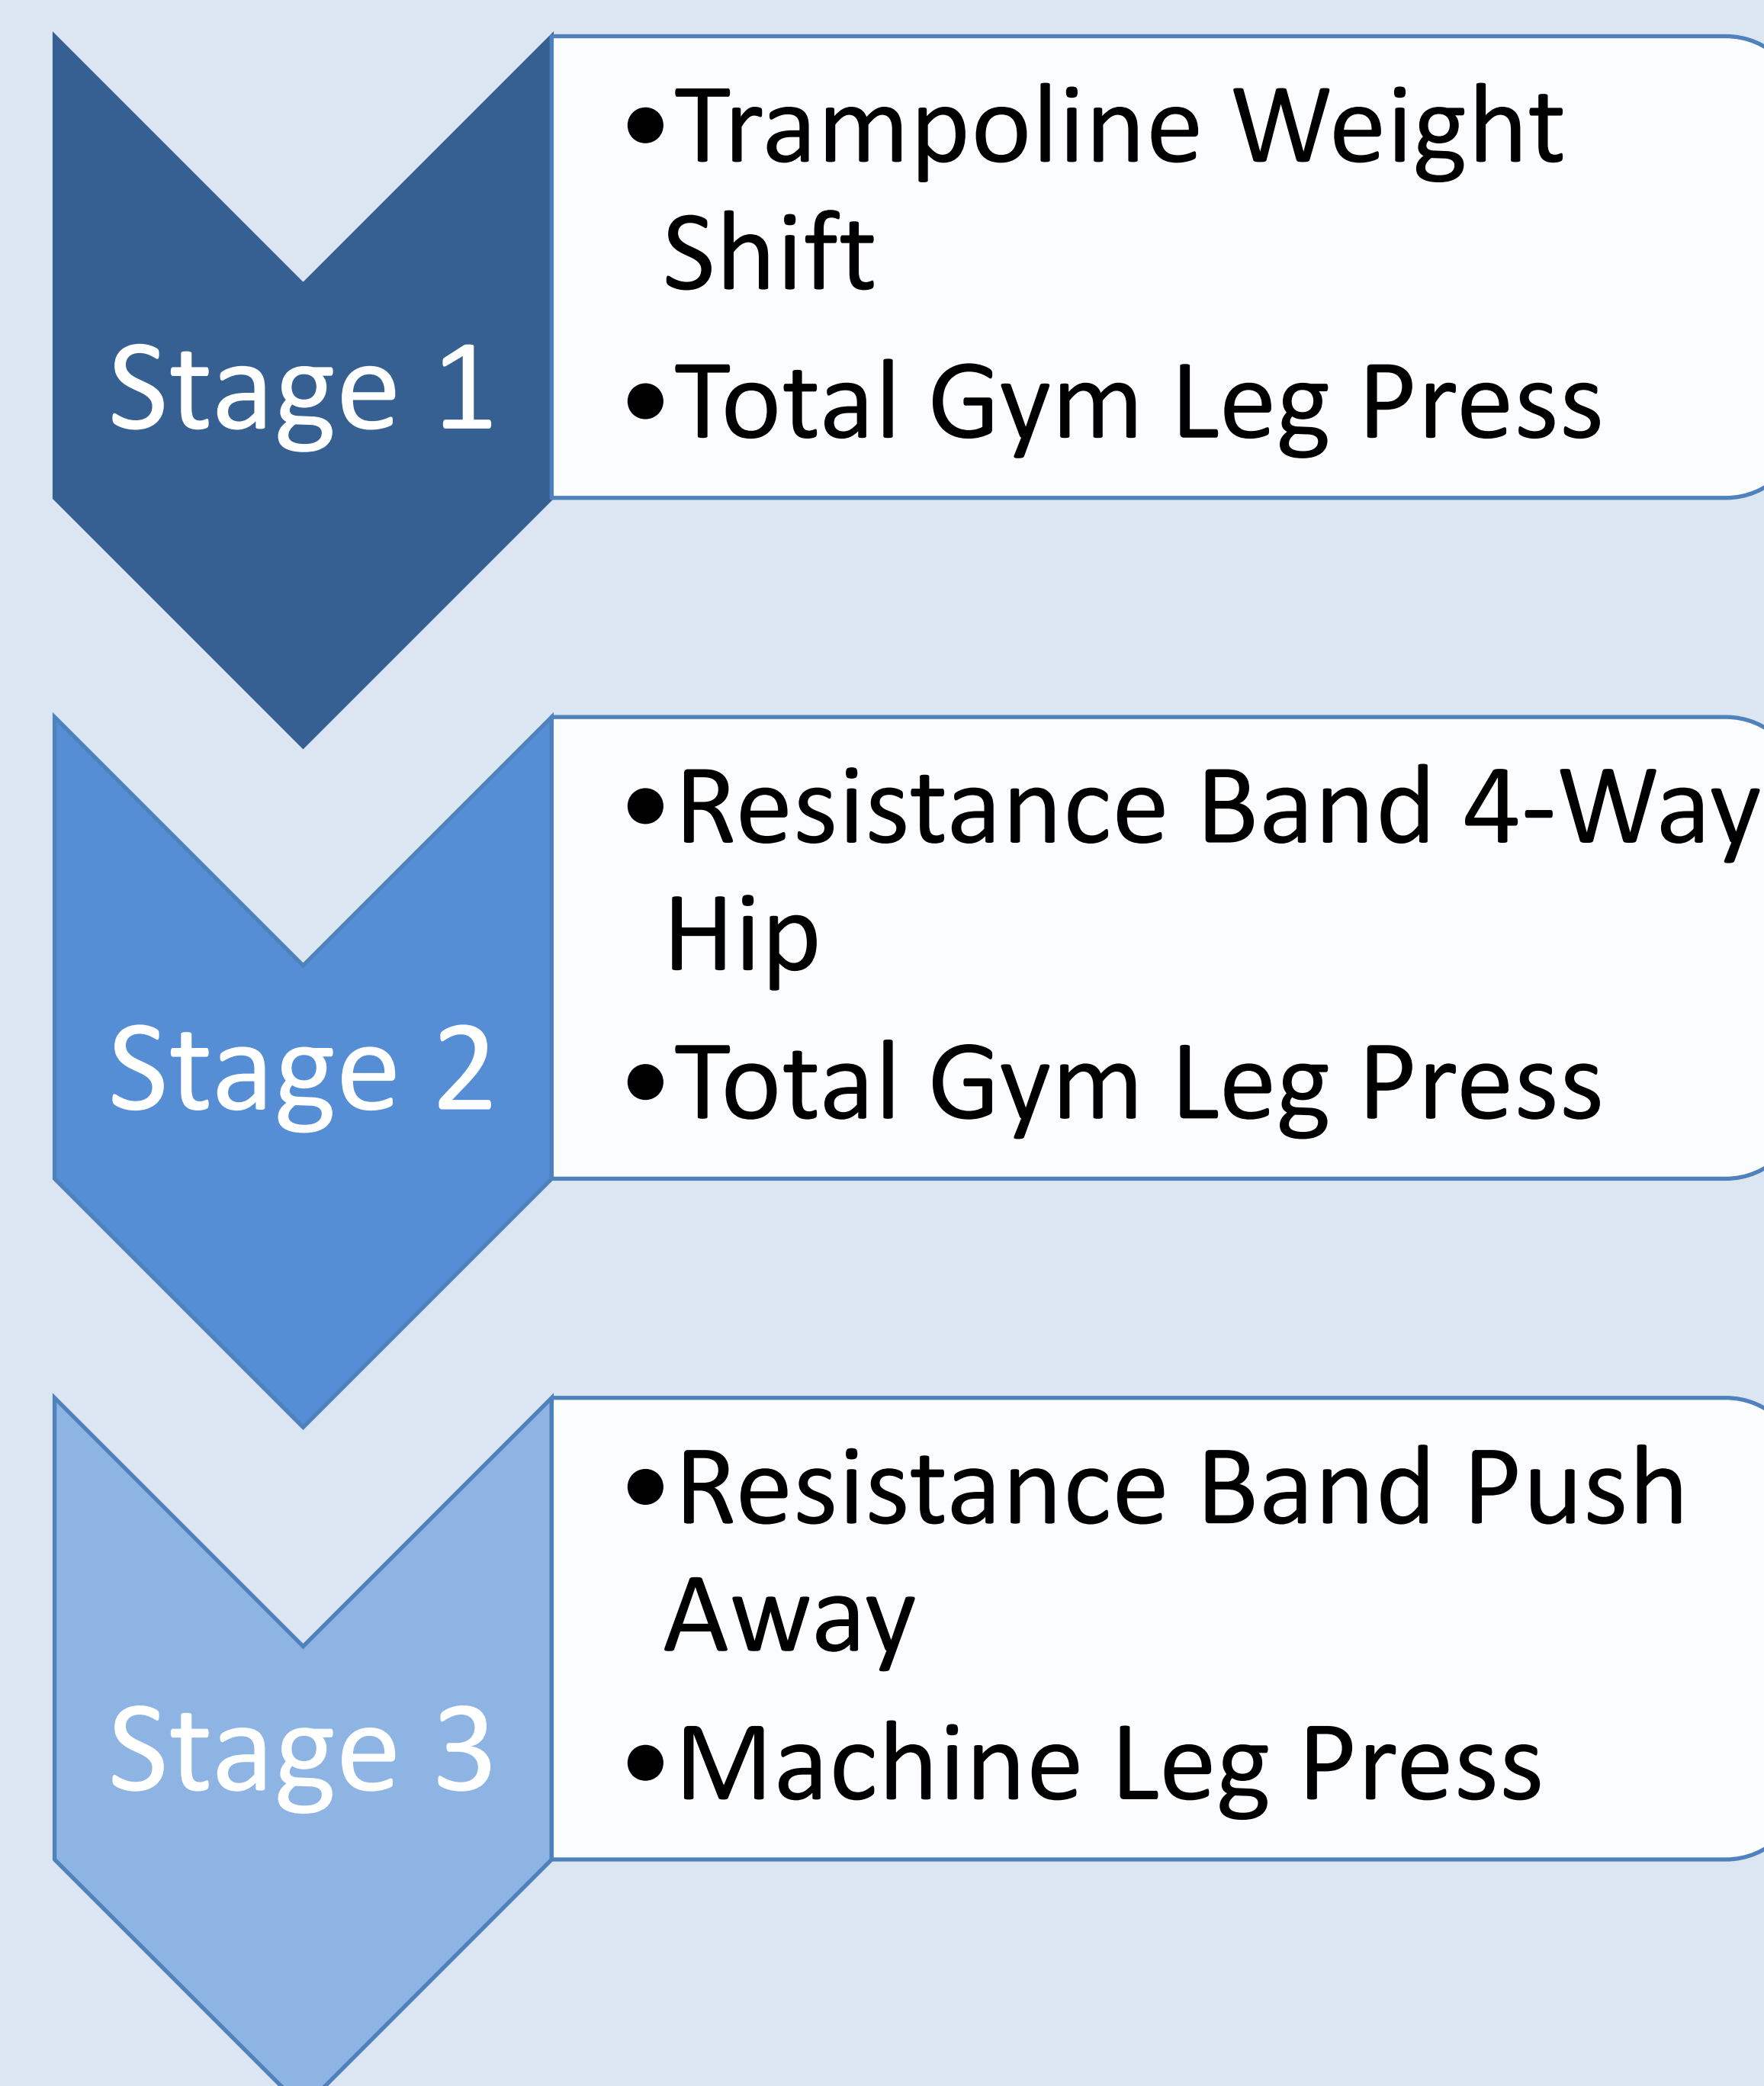 Stage 1
•Trampoline Weight
Shift
•Total Gym Leg Press
Stage 2
•Resistance Band 4-Way
Hip
•Total Gym Leg Press
Stage 3
•Resistance Band Push
Away
•Machine Leg Press